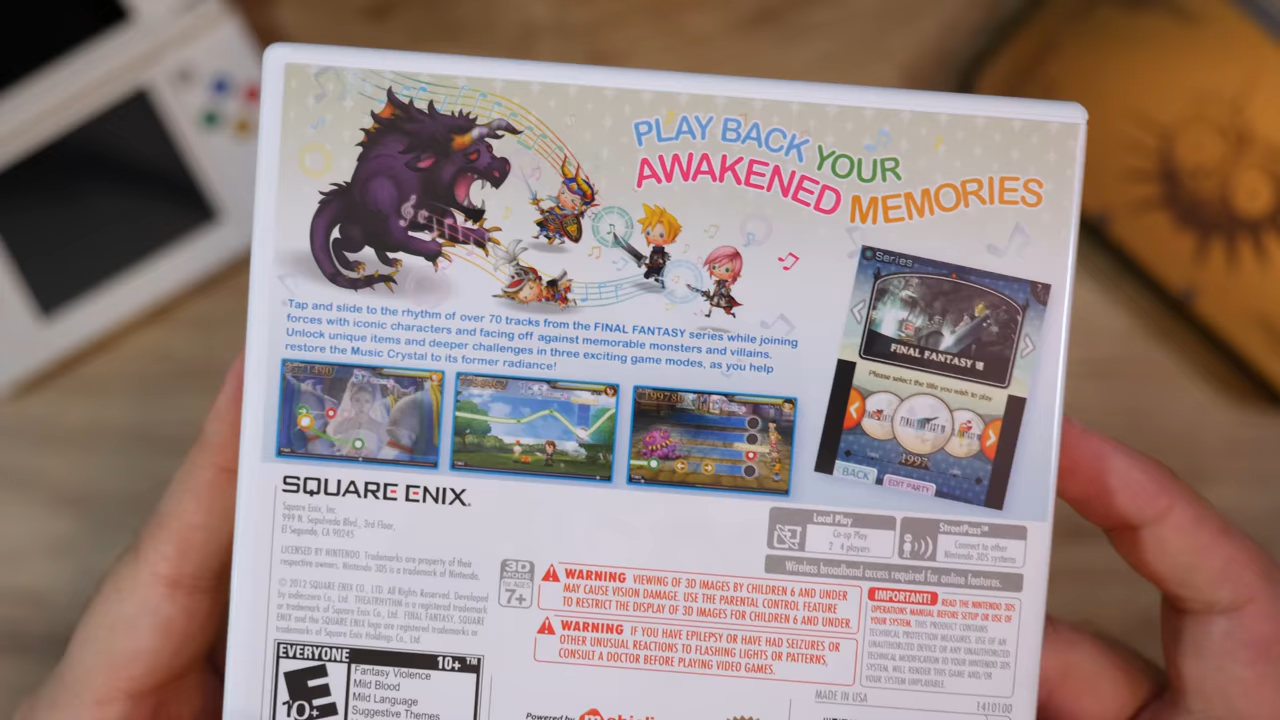 PLAY BACK YOUR
AWAKENED MEMORIES
Tap and slide to the rhythm of over 70 tracks from the FINAL FANTASY series while joining
forces with iconic characters and facing off against memorable monsters and villains.
Unlock unique items and deeper challenges in three exciting game modes, as you help
restore the Music Crystal to its former radiance!
Series
FINAL FANTASY VII
Please select the title you wish to play
FINAL FANTASY VII
1997
BACK
EDIT PARTY
199780
SQUARE ENIX.
Square Enix, Inc.
999 N. Sepulveda Blvd., 3rd Floor,
El Segundo, CA 90245
LICENSED BY NINTENDO. Trademarks are property of their
respective owners. Nintendo 3DS is a trademark of Nintendo.
© 2012 SQUARE ENIX CO., LTD. All Rights Reserved. Developed
by indieszero Co., Ltd. THEATRHYTHM is a registered trademark
or trademark of Square Enix Co., Ltd. FINAL FANTASY, SQUARE
ENIX and the SQUARE ENIX logo are registered trademarks or
trademarks of Square Enix Holdings Co., Ltd.
Local Play
Co-op Play
2 4 players
StreetPass™
Connect to other
Nintendo 3DS systems
Wireless broadband access required for online features.
3D
MODE
for AGES
7+
WARNING VIEWING OF 3D IMAGES BY CHILDREN 6 AND UNDER
MAY CAUSE VISION DAMAGE. USE THE PARENTAL CONTROL FEATURE
TO RESTRICT THE DISPLAY OF 3D IMAGES FOR CHILDREN 6 AND UNDER.
WARNING IF YOU HAVE EPILEPSY OR HAVE HAD SEIZURES OR
OTHER UNUSUAL REACTIONS TO FLASHING LIGHTS OR PATTERNS,
CONSULT A DOCTOR BEFORE PLAYING VIDEO GAMES.
IMPORTANT! READ THE NINTENDO 3DS
OPERATIONS MANUAL BEFORE SETUP OR USE OF
YOUR SYSTEM. THIS PRODUCT CONTAINS
TECHNICAL PROTECTION MEASURES. USE OF AN
UNAUTHORIZED DEVICE OR ANY UNAUTHORIZED
TECHNICAL MODIFICATION TO YOUR NINTENDO 3DS
SYSTEM, WILL RENDER THIS GAME AND/OR
YOUR SYSTEM UNPLAYABLE.
EVERYONE 10+™
E
10+
Fantasy Violence
Mild Blood
Mild Language
Suggestive Themes
Powered by
MADE IN USA
1410100